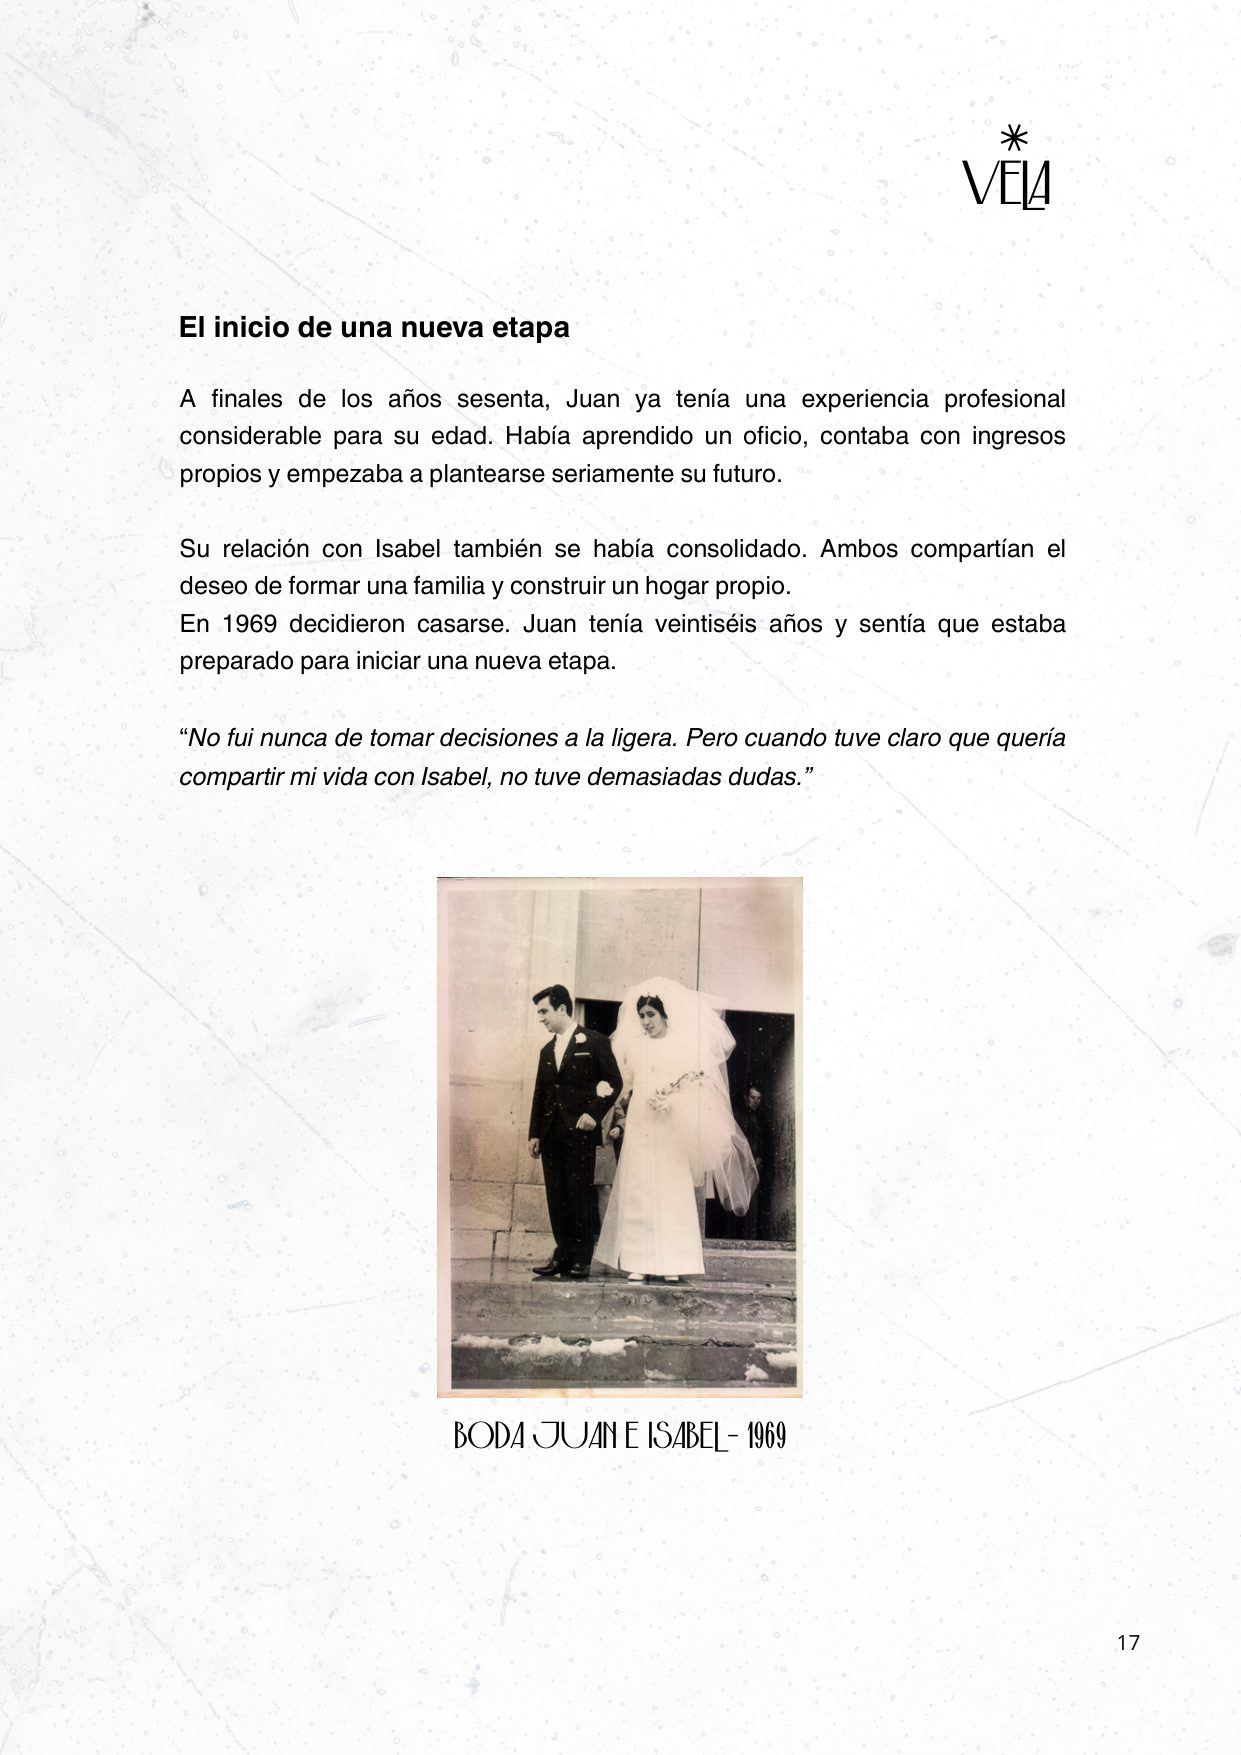 VELA
El inicio de una nueva etapa
A finales de los años sesenta, Juan ya tenía una experiencia profesional
considerable para su edad. Había aprendido un oficio, contaba con ingresos
propios y empezaba a plantearse seriamente su futuro.
Su relación con Isabel también se había consolidado. Ambos compartían el
deseo de formar una familia y construir un hogar propio.
En 1969 decidieron casarse. Juan tenía veintiséis años y sentía que estaba
preparado para iniciar una nueva etapa.
“No fui nunca de tomar decisiones a la ligera. Pero cuando tuve claro que quería
compartir mi vida con Isabel, no tuve demasiadas dudas.”
BODA JUAN E ISABEL- 1969
17